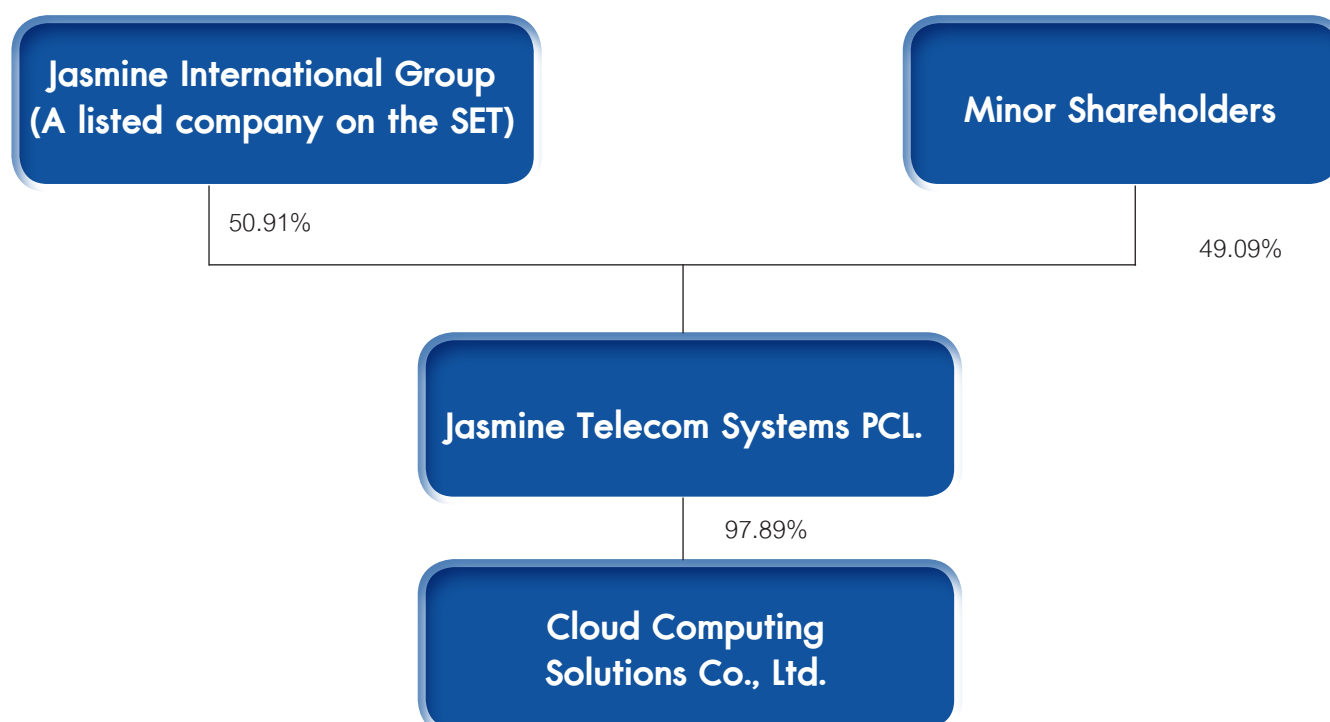 Jasmine International Group
(A listed company on the SET)
Minor Shareholders
50.91%
49.09%
Jasmine Telecom Systems PCL.
97.89%
Cloud Computing
Solutions Co., Ltd.